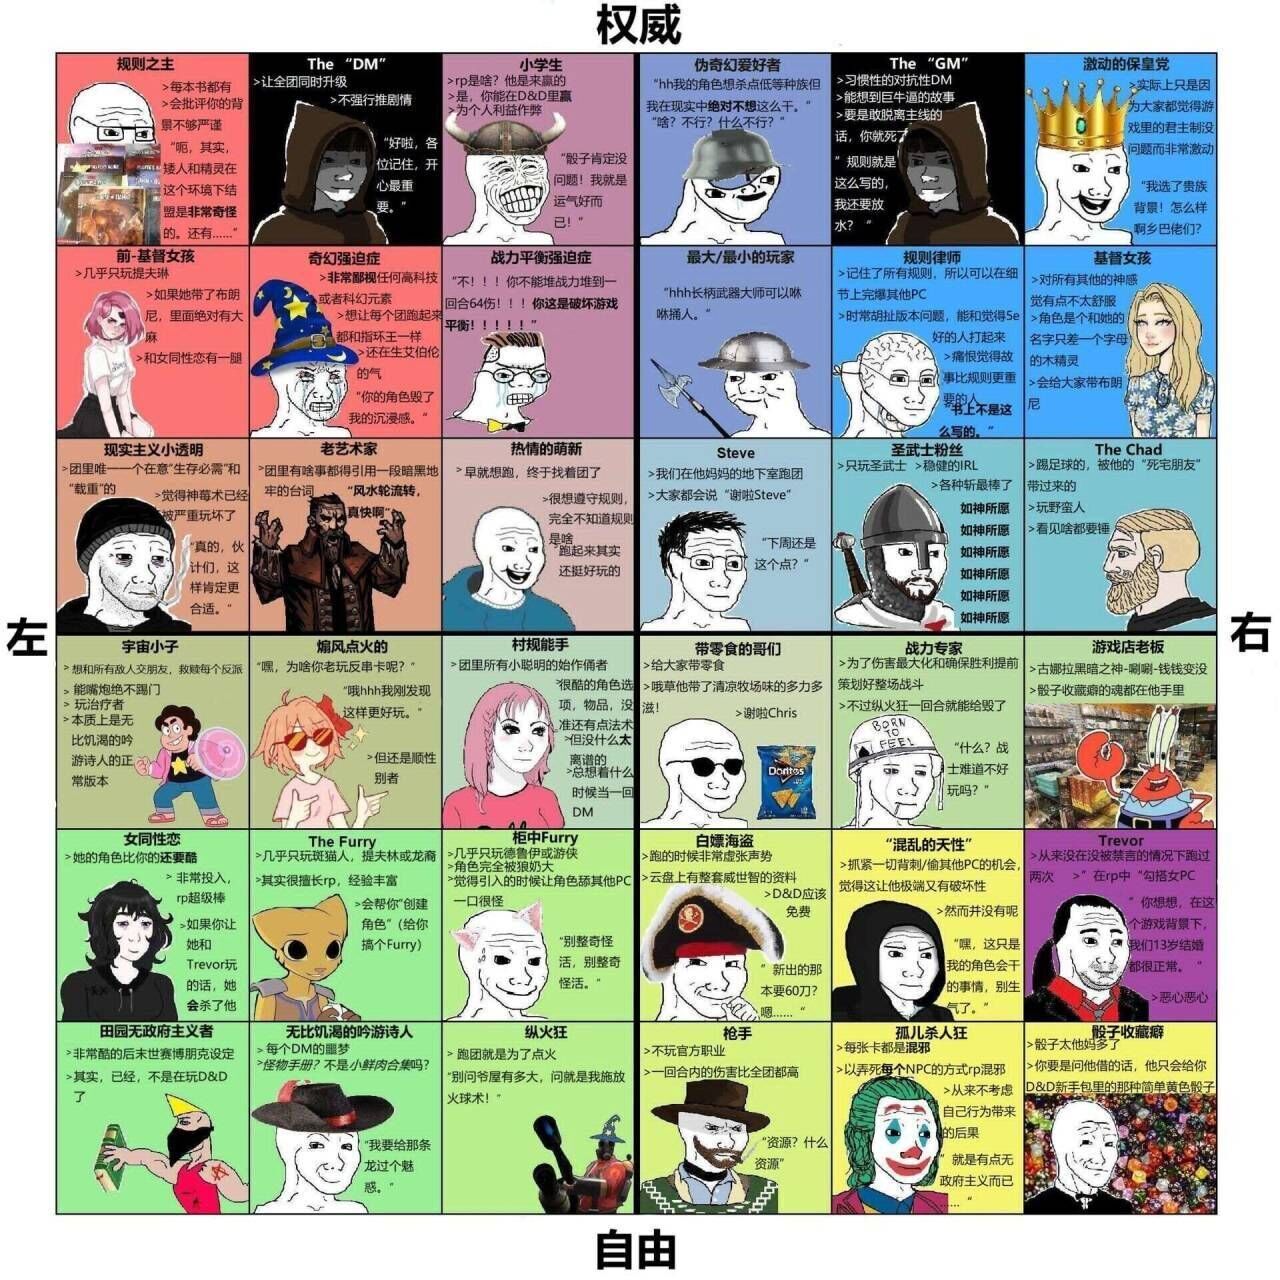 权威
左
右
规则之主
>每本书都有
>会批评你的背
景不够严谨
“呃，其实，
矮人和精灵在
这个环境下结
盟是非常奇怪
的。还有……”
The “DM”
>让全团同时升级
>不强行推剧情
“好啦，各
位记住，开
心最重
要。”
小学生
>rp是啥？他是来赢的
>是，你能在D&D里赢
>为个人利益作弊
“骰子肯定没
问题！我就是
运气好而
已！”
伪奇幻爱好者
“hh我的角色想杀点低等种族但
我在现实中绝对不想这么干。”
“啥？不行？什么不行？”
The “GM”
>习惯性的对抗性DM
>能想到巨牛逼的故事
>要是敢脱离主线的
话，你就死了
“规则就是
这么写的，
我还要放
水？”
激动的保皇党
>实际上只是因
为大家都觉得游
戏里的君主制没
问题而非常激动
“我选了贵族
背景！怎么样
啊乡巴佬们？
前-基督女孩
>几乎只玩提夫琳
>如果她带了布朗
尼，里面绝对有大
麻
>和女同性恋有一腿
奇幻强迫症
>非常鄙视任何高科技
或者科幻元素
>想让每个团跑起来
都和指环王一样
>还在生艾伯伦
的气
“你的角色毁了
我的沉浸感。”
战力平衡强迫症
“不！！！你不能堆战力堆到一
回合64伤！！！你这是破坏游戏
平衡！！！！！”
最大/最小的玩家
“hhh长柄武器大师可以咻
咻捅人。”
规则律师
>记住了所有规则，所以可以在细
节上完爆其他PC
>时常胡扯版本问题，能和觉得5e
好的人打起来
>痛恨觉得故
事比规则更重
要的人
“书上不是这
么写的。”
基督女孩
>对所有其他的神感
觉有点不太舒服
>角色是个和她的
名字只差一个字母
的木精灵
>会给大家带布朗
尼
现实主义小透明
>团里唯一一个在意“生存必需”和
“载重”的
>觉得神莓术已经
被严重玩坏了
“真的，伙
计们，这
样肯定更
合适。”
老艺术家
>团里有啥事都得引用一段暗黑地
牢的台词
“风水轮流转，
真快啊”
热情的萌新
>早就想跑，终于找着团了
>很想遵守规则，
完全不知道规则
是啥
“跑起来其实
还挺好玩的
Steve
>我们在他妈妈的地下室跑团
>大家都会说“谢啦Steve”
“下周还是
这个点？”
圣武士粉丝
>只玩圣武士 >稳健的IRL
>各种斩最棒了
如神所愿
如神所愿
如神所愿
如神所愿
如神所愿
如神所愿
The Chad
>踢足球的，被他的“死宅朋友”
带过来的
>玩野蛮人
>看见啥都要锤
宇宙小子
>想和所有敌人交朋友，救赎每个反派
>能嘴炮绝不踢门
>玩治疗者
>本质上是无
比饥渴的吟
游诗人的正
常版本
煽风点火的
“嘿，为啥你老玩反串卡呢？”
“哦hhh我刚发现
这样更好玩。”
>但还是顺性
别者
村规能手
>团里所有小聪明的始作俑者
>很酷的角色选
项，物品，没
准还有点法术
>但没什么太
离谱的
>总想着什么
时候当一回
DM
带零食的哥们
>给大家带零食
>哦草他带了清凉牧场味的多力多
滋！
>谢啦Chris
Doritos
战力专家
>为了伤害最大化和确保胜利提前
策划好整场战斗
>不过纵火狂一回合就能给毁了
BORN
TO
FEEL
“什么？战
士难道不好
玩吗？”
游戏店老板
>古娜拉黑暗之神-唰唰-钱钱变没
>骰子收藏癖的魂都在他手里
女同性恋
>她的角色比你的还要酷
>非常投入，
rp超级棒
>如果你让
她和
Trevor玩
的话，她
会杀了他
The Furry
>几乎只玩斑猫人，提夫林或龙裔
>其实很擅长rp，经验丰富
>会帮你“创建
角色”（给你
搞个Furry）
柜中Furry
>几乎只玩德鲁伊或游侠
>角色完全被狼奶大
>觉得引入的时候让角色舔其他PC
一口很怪
“别整奇怪
活，别整奇
怪活。”
白嫖海盗
>跑的时候非常虚张声势
>云盘上有整套威世智的资料
>D&D应该
免费
“新出的那
本要60刀？
嗯……”
“混乱的天性”
>抓紧一切背刺/偷其他PC的机会，
觉得这让他极端又有破坏性
>然而并没有呢
“嘿，这只是
我的角色会干
的事情，别生
气了。”
Trevor
>从来没在没被禁言的情况下跑过
两次
>”在rp中“勾搭女PC
“你想想，在这
个游戏背景下，
我们13岁结婚
都很正常。”
>恶心恶心
田园无政府主义者
>非常酷的后末世赛博朋克设定
>其实，已经，不是在玩D&D
了
无比饥渴的吟游诗人
>每个DM的噩梦
>怪物手册？不是小鲜肉合集吗？
“我要给那条
龙过个魅
惑。”
纵火狂
>跑团就是为了点火
“别问爷屋有多大，问就是我施放
火球术！”
枪手
>不玩官方职业
>一回合内的伤害比全团都高
“资源？什么
资源”
孤儿杀人狂
>每张卡都是混邪
>以弄死每个NPC的方式rp混邪
>从来不考虑
自己行为带来
的后果
“就是有点无
政府主义而已
……”
骰子收藏癖
>骰子太他妈多了
>你要是问他借的话，他只会给你
D&D新手包里的那种简单黄色骰子
自由